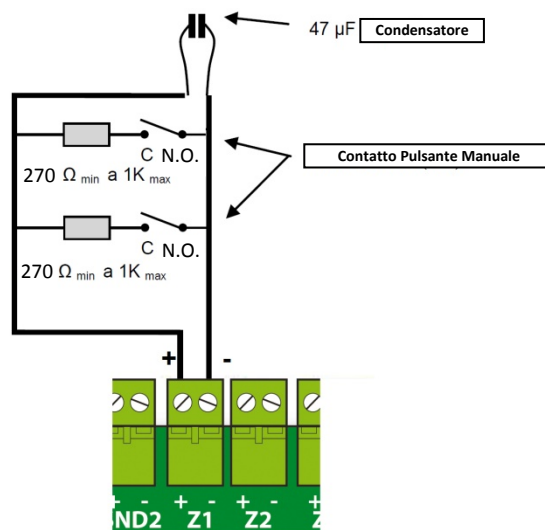 47 µF Condensatore
C N.O.
270 Ω min a 1K max
Contatto Pulsante Manuale
C N.O.
270 Ω min a 1K max
+ -
+ - + - + - +
ND2 Z1 Z2 Z